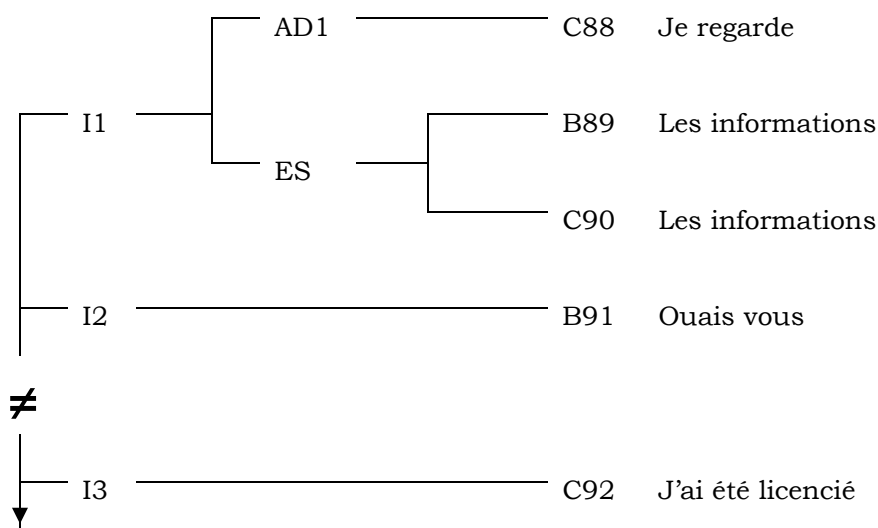 AD1 C88 Je regarde
I1 B89 Les informations
ES
C90 Les informations
I2 B91 Ouais vous
≠
I3 C92 J'ai été licencié